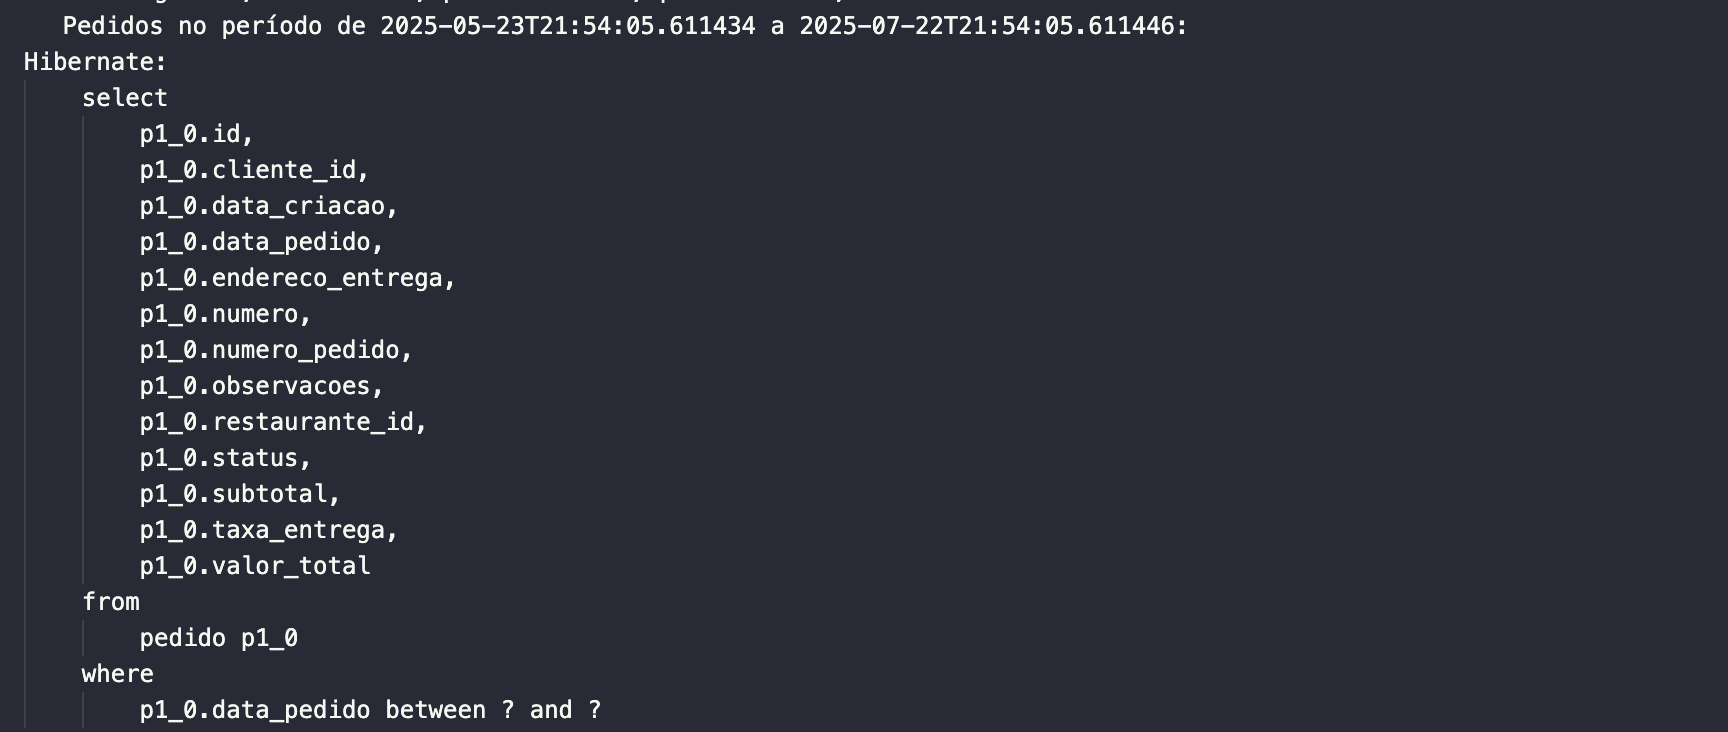 Pedidos no período de 2025-05-23T21:54:05.611434 a 2025-07-22T21:54:05.611446:
Hibernate:
select
p1_0.id,
p1_0.cliente_id,
p1_0.data_criacao,
p1_0.data_pedido,
p1_0.endereco_entrega,
p1_0.numero,
p1_0.numero_pedido,
p1_0.observacoes,
p1_0.restaurante_id,
p1_0.status,
p1_0.subtotal,
p1_0.taxa_entrega,
p1_0.valor_total
from
pedido p1_0
where
p1_0.data_pedido between ? and ?